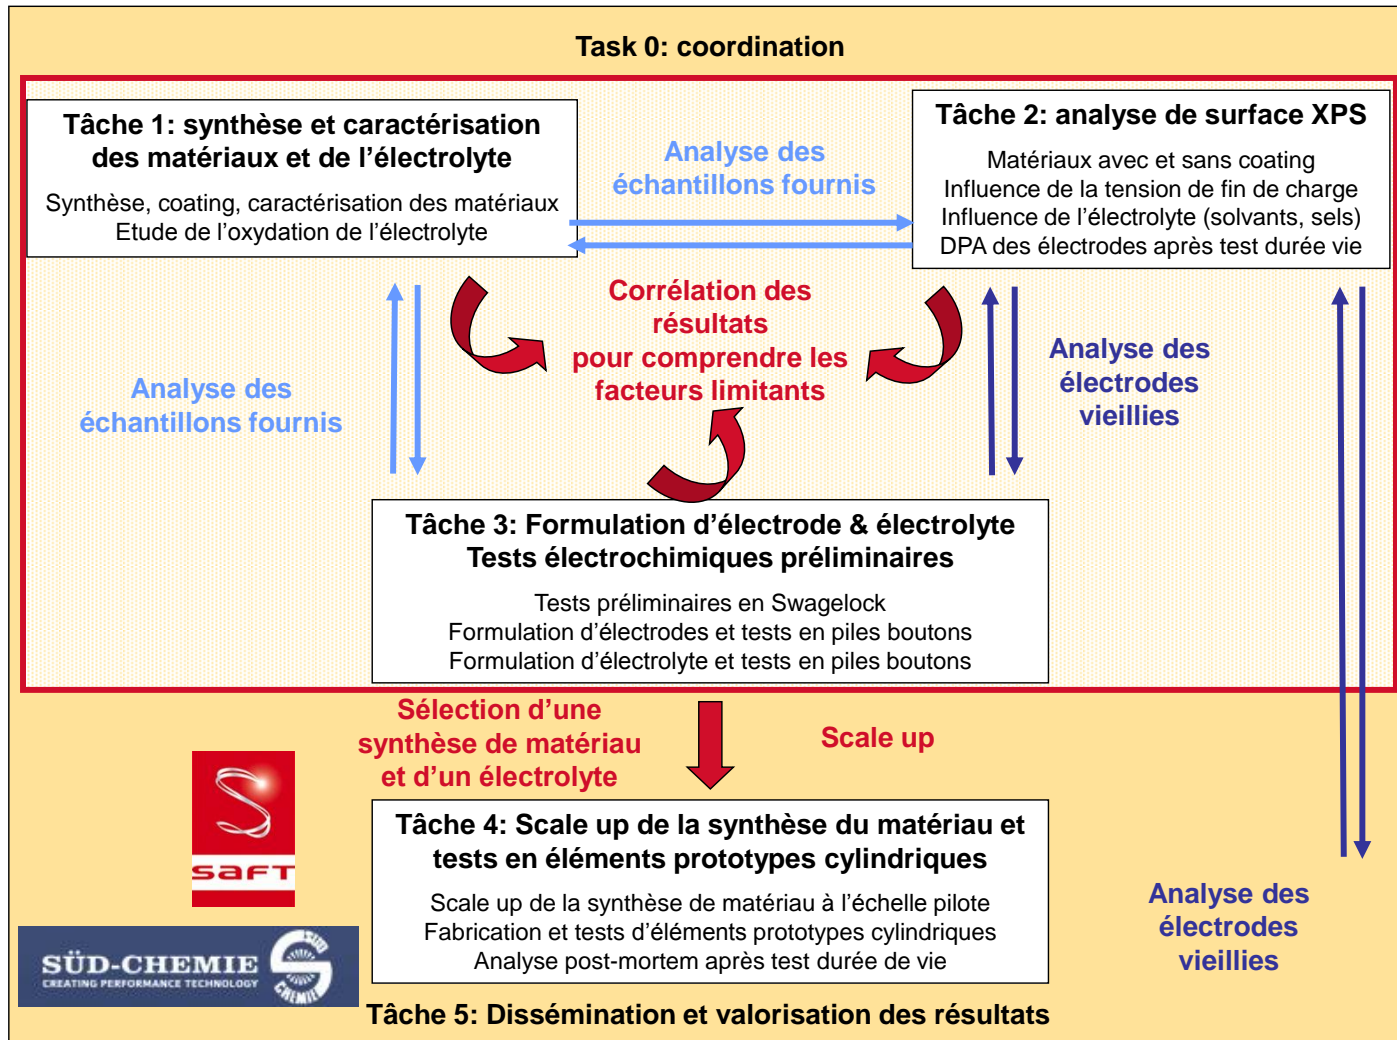 Task 0: coordination
Tâche 1: synthèse et caractérisation
des matériaux et de l’électrolyte
Synthèse, coating, caractérisation des matériaux
Etude de l’oxydation de l’électrolyte
Analyse des
échantillons fournis
Tâche 2: analyse de surface XPS
Matériaux avec et sans coating
Influence de la tension de fin de charge
Influence de l’électrolyte (solvants, sels)
DPA des électrodes après test durée vie
Corrélation des
résultats
pour comprendre les
facteurs limitants
Analyse des
échantillons fournis
Analyse des
électrodes
vieillies
Tâche 3: Formulation d’électrode & électrolyte
Tests électrochimiques préliminaires
Tests préliminaires en Swagelock
Formulation d’électrodes et tests en piles boutons
Formulation d’électrolyte et tests en piles boutons
Sélection d’une
synthèse de matériau
et d’un électrolyte
Scale up
saft
Tâche 4: Scale up de la synthèse du matériau et
tests en éléments prototypes cylindriques
Scale up de la synthèse de matériau à l’échelle pilote
Fabrication et tests d’éléments prototypes cylindriques
Analyse post-mortem après test durée de vie
Analyse des
électrodes
vieillies
SÜD-CHEMIE
CREATING PERFORMANCE TECHNOLOGY
SÜD
CHEMIE
Tâche 5: Dissémination et valorisation des résultats